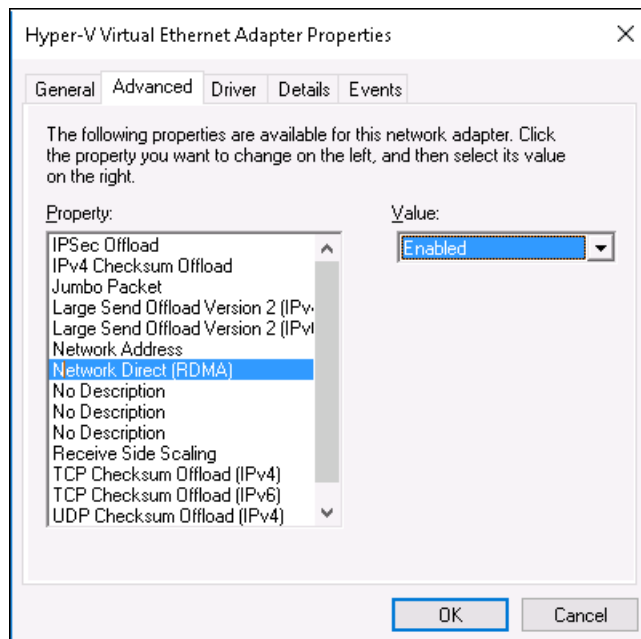 Hyper-V Virtual Ethernet Adapter Properties
General Advanced Driver Details Events
The following properties are available for this network adapter. Click
the property you want to change on the left, and then select its value
on the right.
Property: Value:
IPSec Offload Enabled
IPv4 Checksum Offload
Jumbo Packet
Large Send Offload Version 2 (IPv
Large Send Offload Version 2 (IPv
Network Address
Network Direct (RDMA)
No Description
No Description
No Description
Receive Side Scaling
TCP Checksum Offload (IPv4)
TCP Checksum Offload (IPv6)
UDP Checksum Offload (IPv4)
OK Cancel